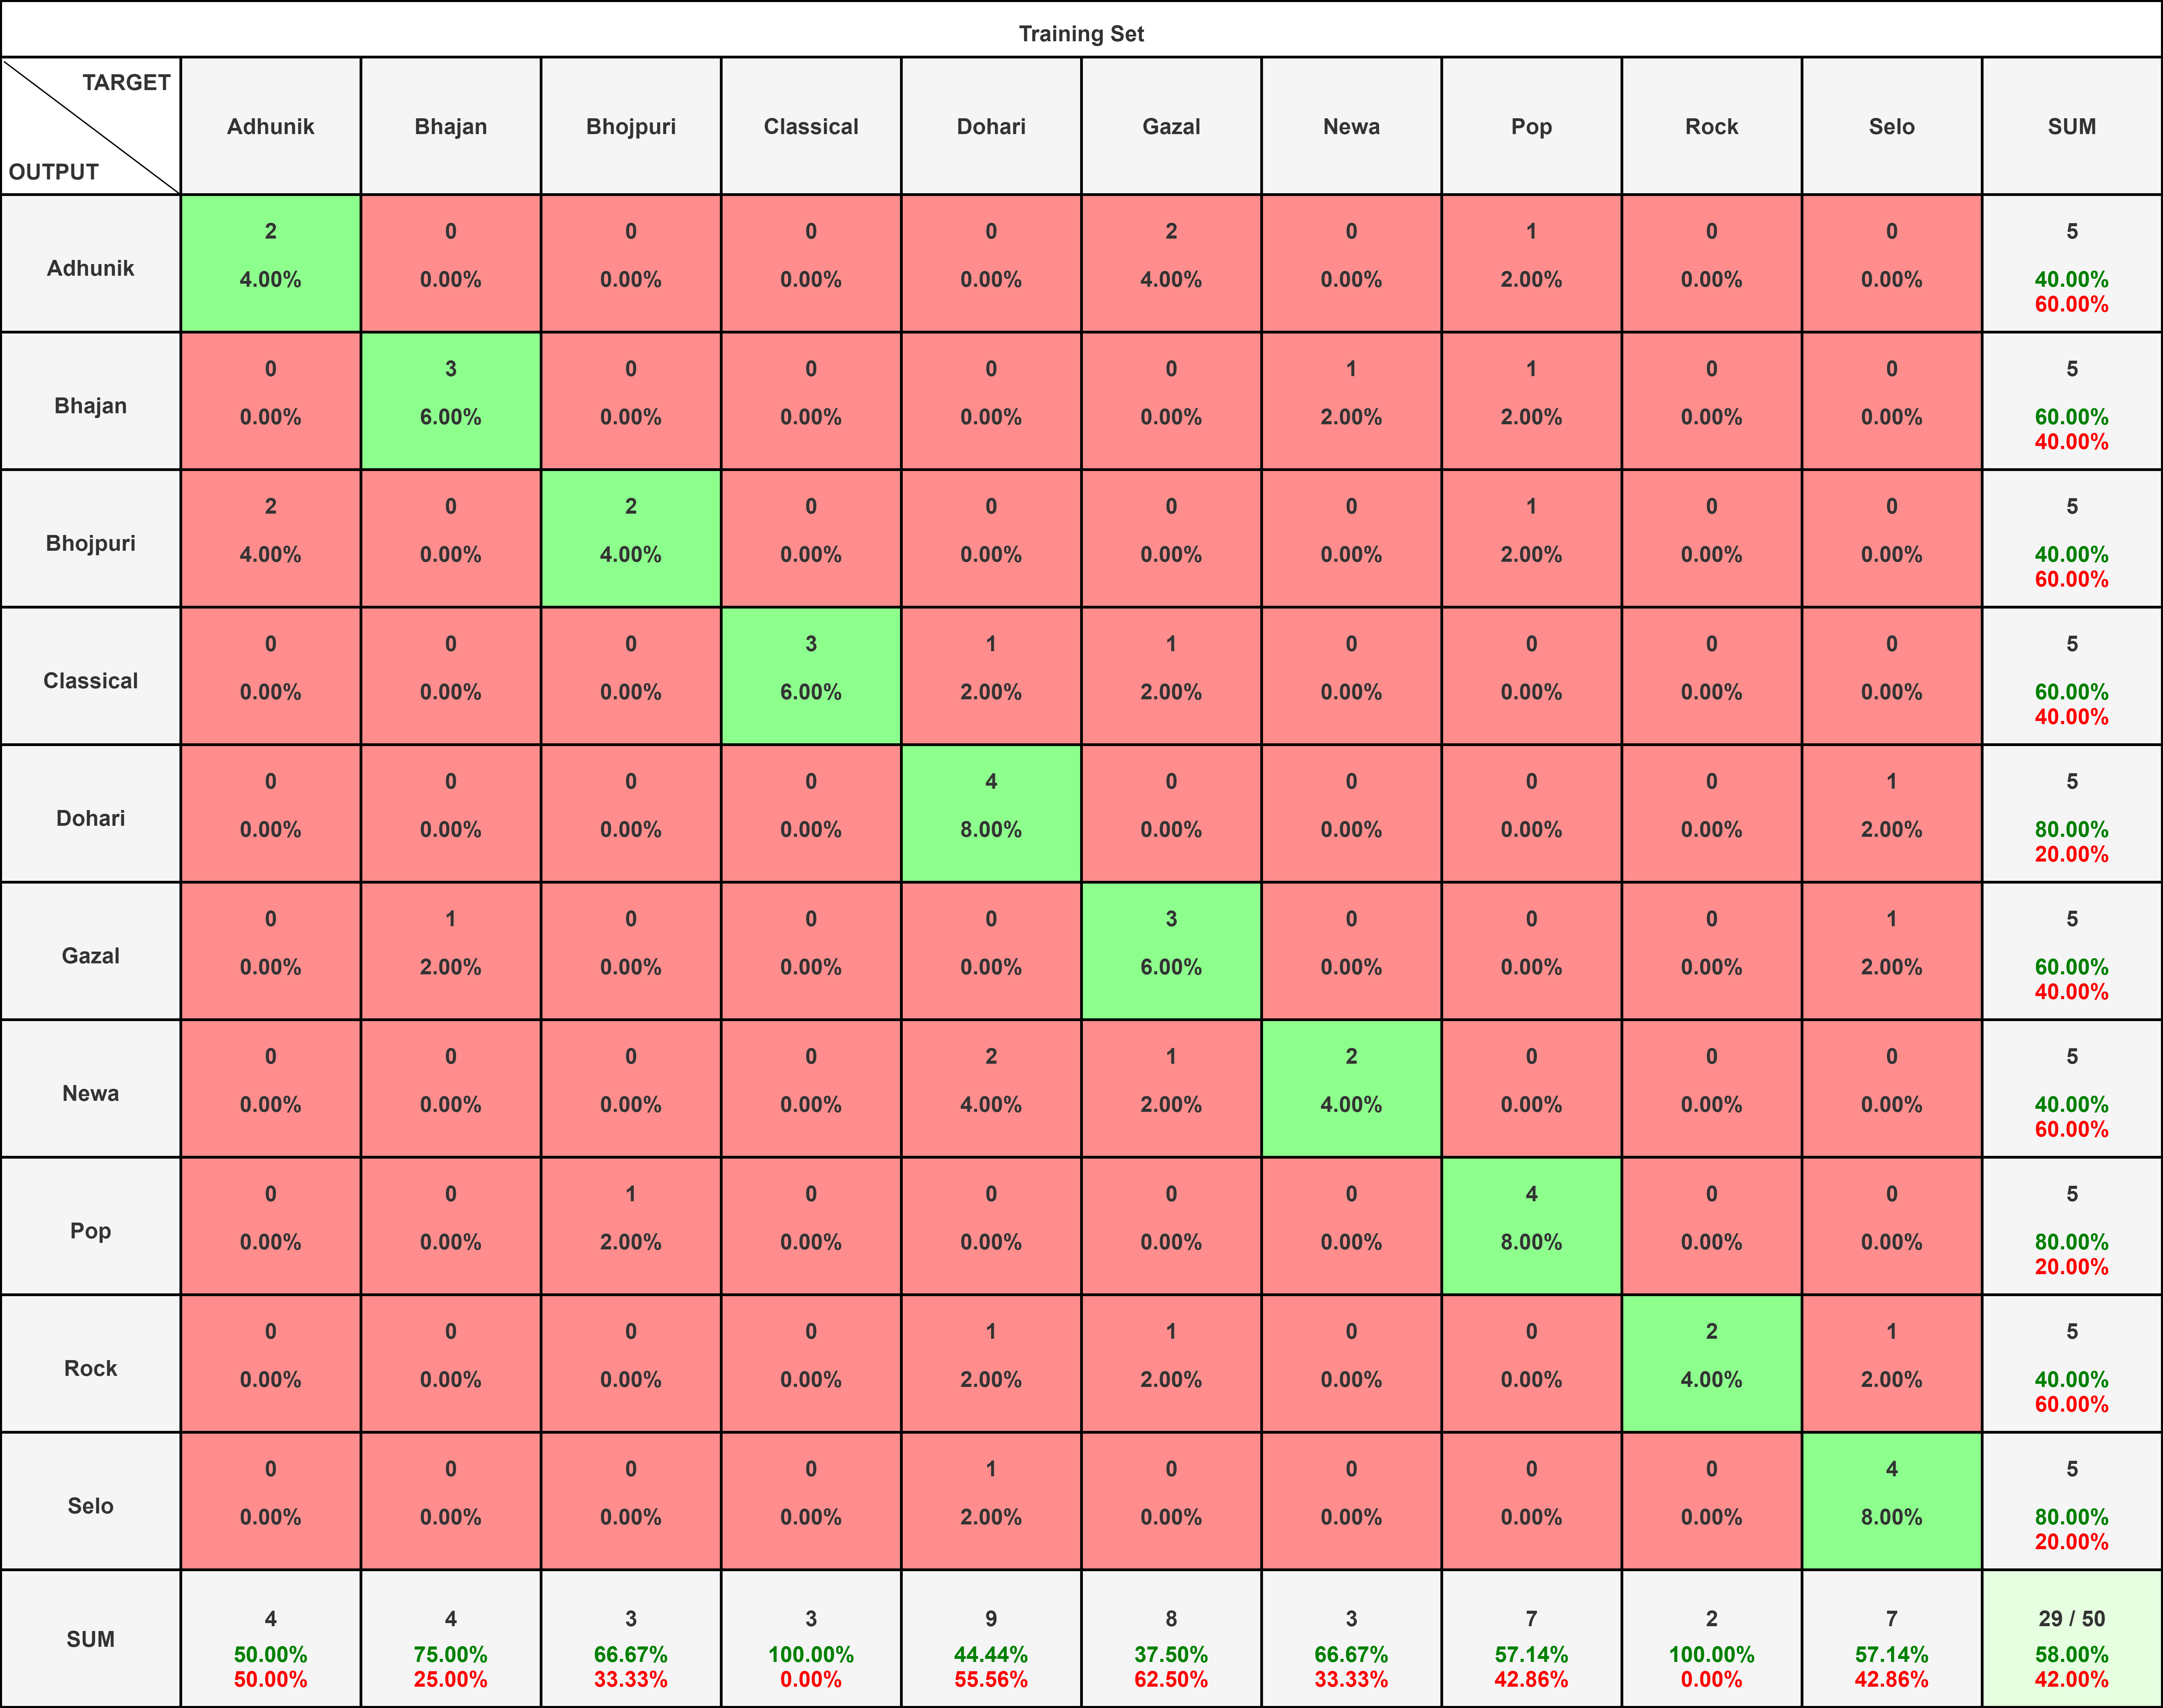 Training Set
TARGET
OUTPUT
Adhunik Bhajan Bhojpuri Classical Dohari Gazal Newa Pop Rock Selo SUM
2 0 0 0 0 2 0 1 0 0 5
Adhunik
4.00% 0.00% 0.00% 0.00% 0.00% 4.00% 0.00% 2.00% 0.00% 0.00% 40.00%
60.00%
0 3 0 0 0 0 1 1 0 0 5
Bhajan
0.00% 6.00% 0.00% 0.00% 0.00% 0.00% 2.00% 2.00% 0.00% 0.00% 60.00%
40.00%
2 0 2 0 0 0 0 1 0 0 5
Bhojpuri
4.00% 0.00% 4.00% 0.00% 0.00% 0.00% 0.00% 2.00% 0.00% 0.00% 40.00%
60.00%
0 0 0 3 1 1 0 0 0 0 5
Classical
0.00% 0.00% 0.00% 6.00% 2.00% 2.00% 0.00% 0.00% 0.00% 0.00% 60.00%
40.00%
0 0 0 0 4 0 0 0 0 1 5
Dohari
0.00% 0.00% 0.00% 0.00% 8.00% 0.00% 0.00% 0.00% 0.00% 2.00% 80.00%
20.00%
0 1 0 0 0 3 0 0 0 1 5
Gazal
0.00% 2.00% 0.00% 0.00% 0.00% 6.00% 0.00% 0.00% 0.00% 2.00% 60.00%
40.00%
0 0 0 0 2 1 2 0 0 0 5
Newa
0.00% 0.00% 0.00% 0.00% 4.00% 2.00% 4.00% 0.00% 0.00% 0.00% 40.00%
60.00%
0 0 1 0 0 0 0 4 0 0 5
Pop
0.00% 0.00% 2.00% 0.00% 0.00% 0.00% 0.00% 8.00% 0.00% 0.00% 80.00%
20.00%
0 0 0 0 1 1 0 0 2 1 5
Rock
0.00% 0.00% 0.00% 0.00% 2.00% 2.00% 0.00% 0.00% 4.00% 2.00% 40.00%
60.00%
0 0 0 0 1 0 0 0 0 4 5
Selo
0.00% 0.00% 0.00% 0.00% 2.00% 0.00% 0.00% 0.00% 0.00% 8.00% 80.00%
20.00%
4 4 3 3 9 8 3 7 2 7 29 / 50
SUM
50.00% 75.00% 66.67% 100.00% 44.44% 37.50% 66.67% 57.14% 100.00% 57.14% 58.00%
50.00% 25.00% 33.33% 0.00% 55.56% 62.50% 33.33% 42.86% 0.00% 42.86% 42.00%